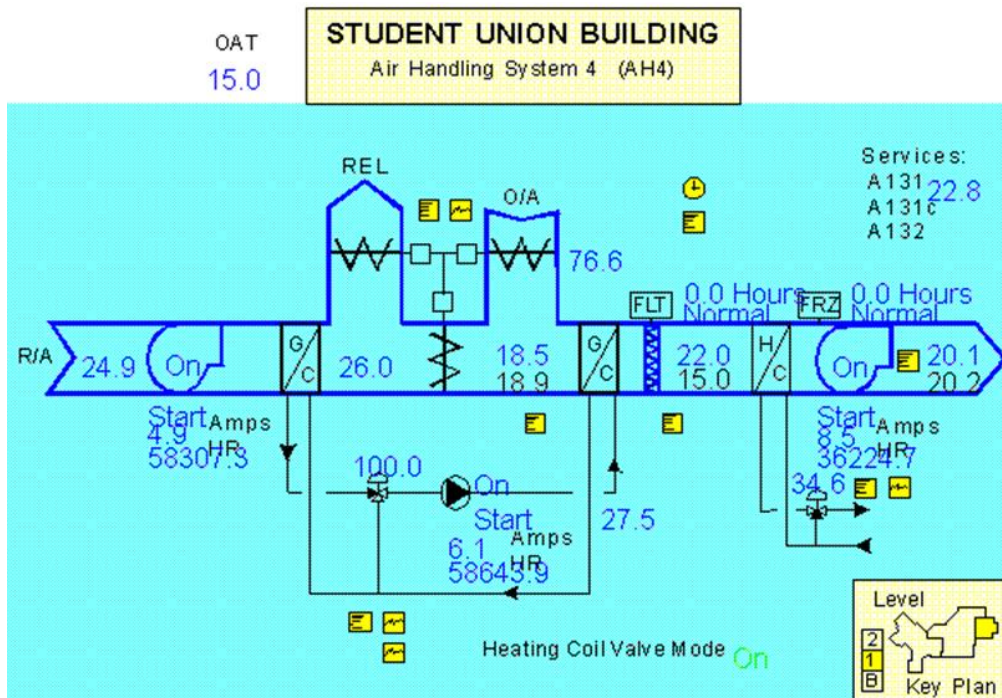 OAT
15.0
STUDENT UNION BUILDING
Air Handling System 4 (AH4)
Services:
A131
A131c
A132
22.8
REL
O/A
76.6
FLT
0.0 Hours
Normal
FRZ
0.0 Hours
Normal
R/A
24.9
On
G/C
26.0
18.5
18.9
G/C
22.0
15.0
H/C
On
20.1
20.2
Start
4.9 Amps
HR
58307.3
100.0
On
Start
6.1 Amps
HR
58643.9
27.5
Start
8.5 Amps
HR
36224.7
34.6
Heating Coil Valve Mode On
Level
2
1
B
Key Plan